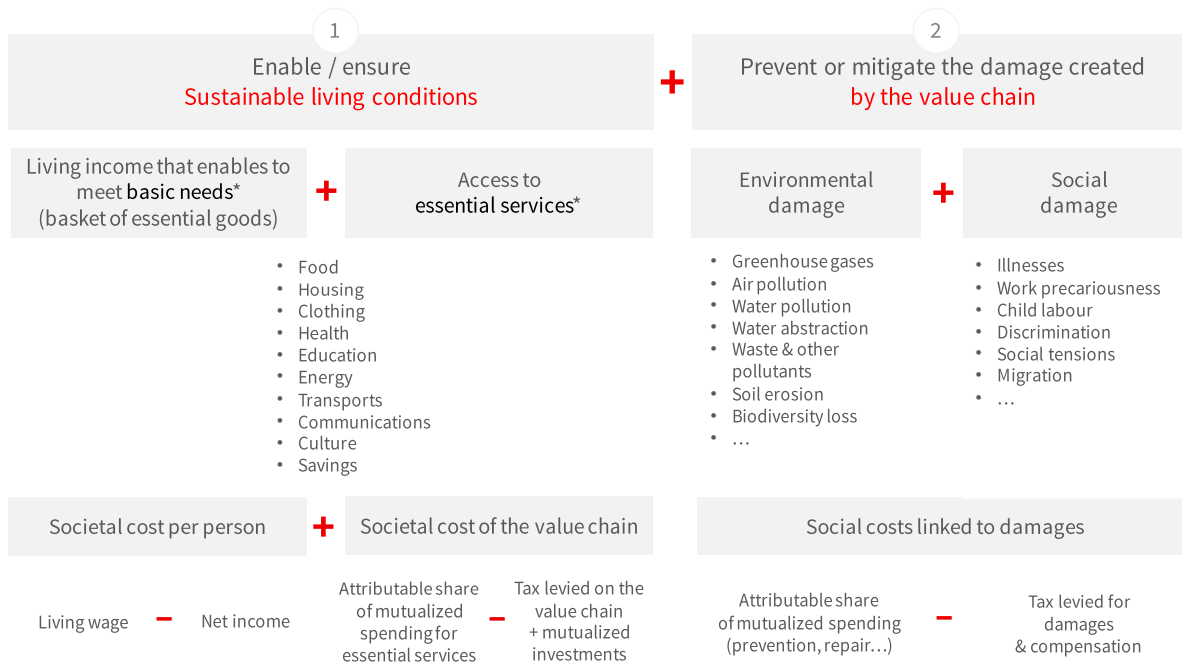 1
Enable / ensure
Sustainable living conditions
+
2
Prevent or mitigate the damage created
by the value chain
Living income that enables to
meet basic needs*
(basket of essential goods)
+
Access to
essential services*
Environmental
damage
+
Social
damage
• Food
• Housing
• Clothing
• Health
• Education
• Energy
• Transports
• Communications
• Culture
• Savings
• Greenhouse gases
• Air pollution
• Water pollution
• Water abstraction
• Waste & other
pollutants
• Soil erosion
• Biodiversity loss
• …
• Illnesses
• Work precariousness
• Child labour
• Discrimination
• Social tensions
• Migration
• …
Societal cost per person
+
Societal cost of the value chain
Social costs linked to damages
Living wage
–
Net income
Attributable share
of mutualized
spending for
essential services
–
Tax levied on the
value chain
+ mutualized
investments
Attributable share
of mutualized spending
(prevention, repair…)
–
Tax levied for
damages
& compensation